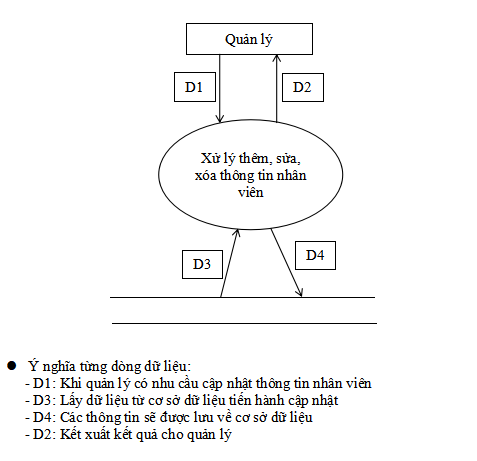 Quản lý
D1
D2
Xử lý thêm, sửa,
xóa thông tin nhân
viên
D3
D4
Ý nghĩa từng dòng dữ liệu:
- D1: Khi quản lý có nhu cầu cập nhật thông tin nhân viên
- D3: Lấy dữ liệu từ cơ sở dữ liệu tiến hành cập nhật
- D4: Các thông tin sẽ được lưu về cơ sở dữ liệu
- D2: Kết xuất kết quả cho quản lý